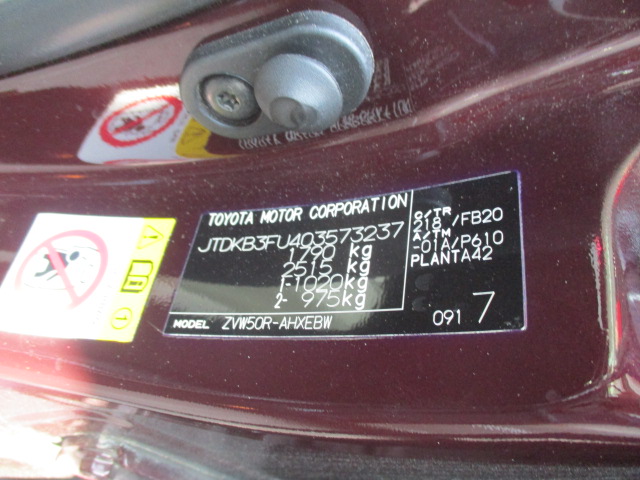 TOYOTA MOTOR CORPORATION
JTDKB3FU403573237
1790 kg
2515 kg
1-1020kg
2- 975kg
MODEL ZVW50R-AHXEBW
C/TR
218 /FB20
A/TM
-01A/P610
PLANTA42
091 7